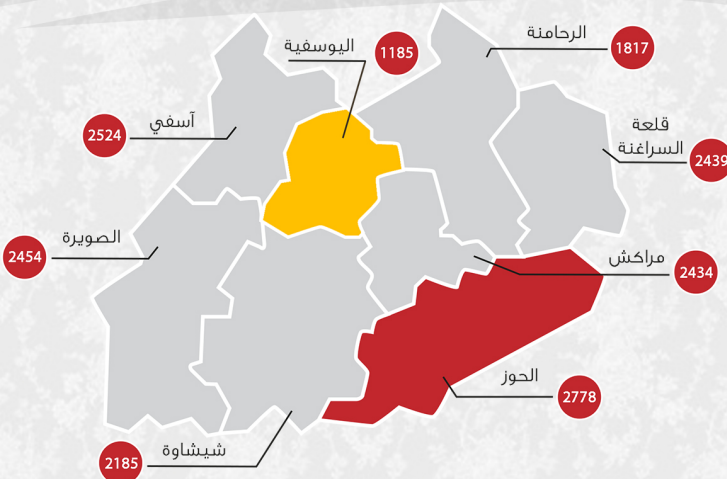 الرحامنة
1817
اليوسفية
1185
آسفي
2524
قلعة
السراغنة
2439
الصويرة
2454
مراكش
2434
الحوز
2778
شيشاوة
2185